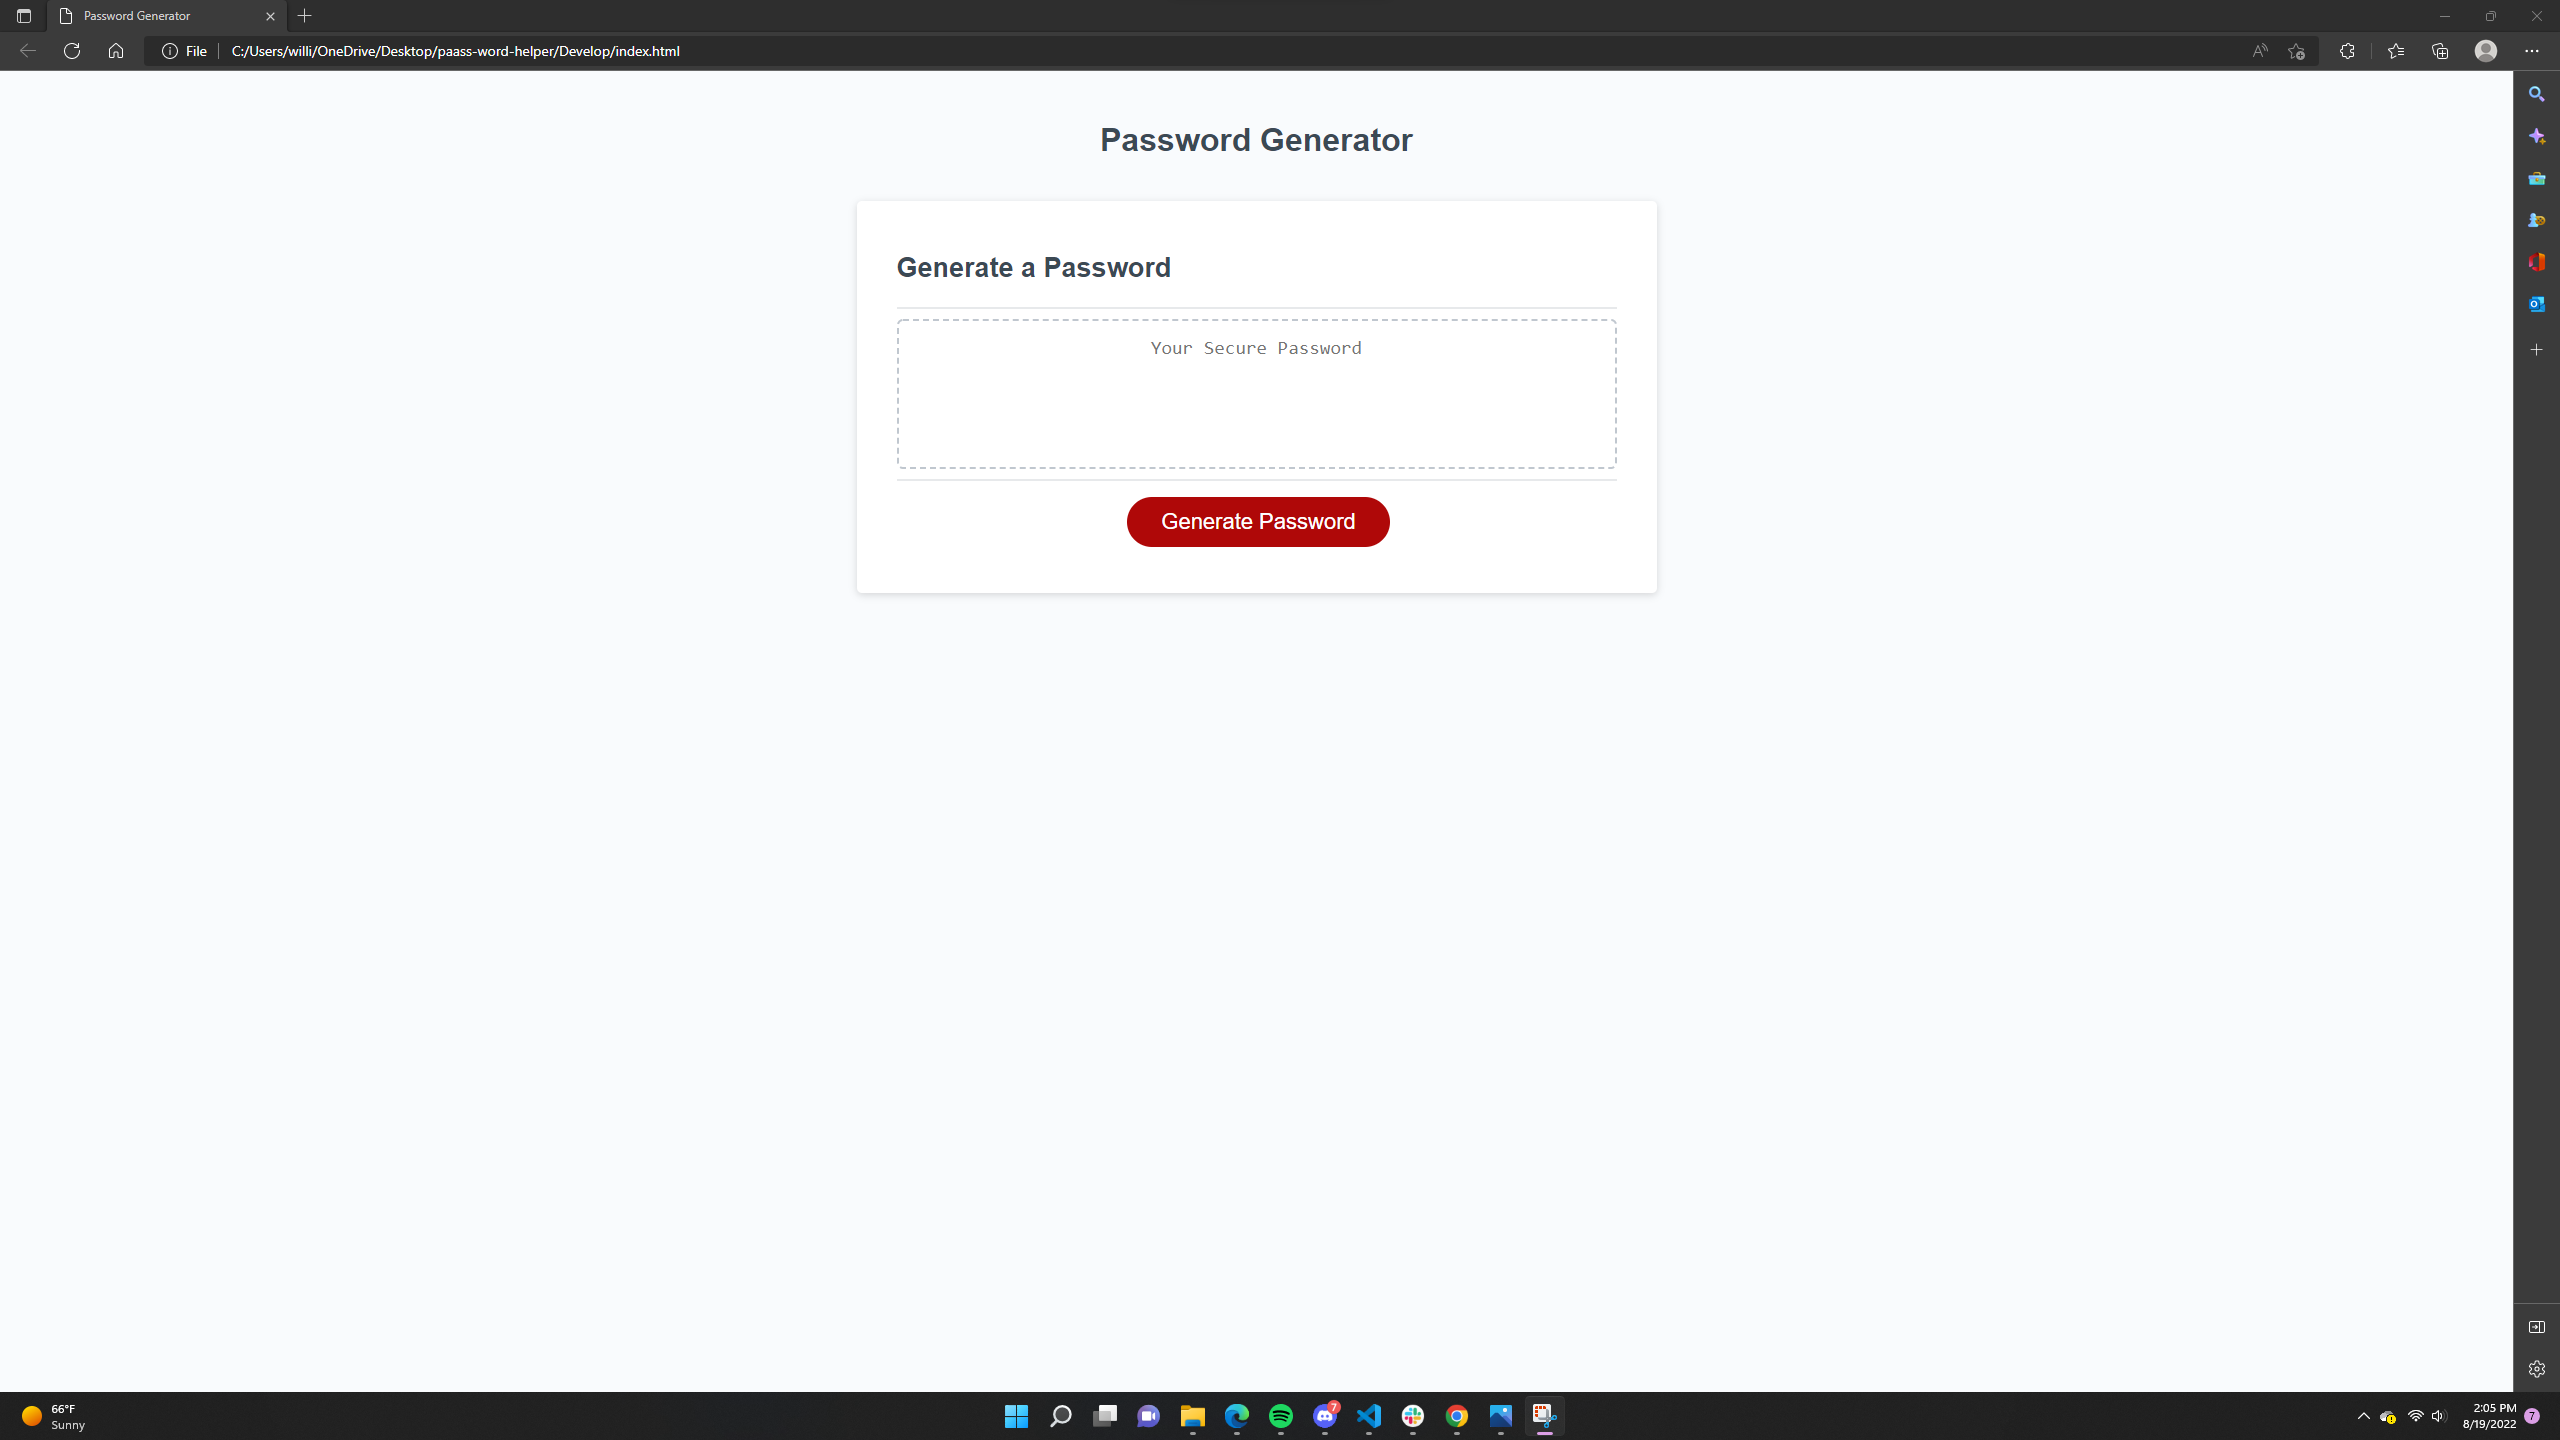 Password Generator
File
C:/Users/willi/OneDrive/Desktop/paass-word-helper/Develop/index.html
Password Generator
Generate a Password
Your Secure Password
Generate Password
66°F
Sunny
7
2:05 PM
8/19/2022
7